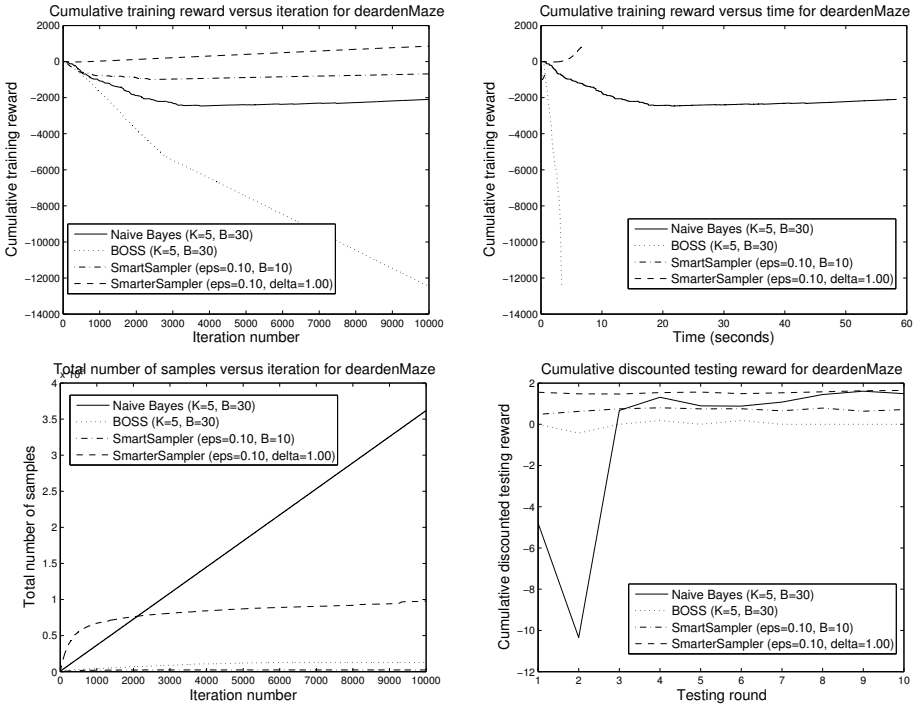 Cumulative training reward versus iteration for deardenMaze
2000
0
−2000
−4000
−6000
−8000
−10000
−12000
−14000
Cumulative training reward
Naive Bayes (K=5, B=30)
BOSS (K=5, B=30)
SmartSampler (eps=0.10, B=10)
SmarterSampler (eps=0.10, delta=1.00)
0 1000 2000 3000 4000 5000 6000 7000 8000 9000 10000
Iteration number
Cumulative training reward versus time for deardenMaze
2000
0
−2000
−4000
−6000
−8000
−10000
−12000
−14000
Cumulative training reward
Naive Bayes (K=5, B=30)
BOSS (K=5, B=30)
SmartSampler (eps=0.10, B=10)
SmarterSampler (eps=0.10, delta=1.00)
0 10 20 30 40 50 60
Time (seconds)
Total number of samples versus iteration for deardenMaze
4
3.5
3
2.5
2
1.5
1
0.5
0
Total number of samples
Naive Bayes (K=5, B=30)
BOSS (K=5, B=30)
SmartSampler (eps=0.10, B=10)
SmarterSampler (eps=0.10, delta=1.00)
0 1000 2000 3000 4000 5000 6000 7000 8000 9000 10000
Iteration number
Cumulative discounted testing reward for deardenMaze
2
0
−2
−4
−6
−8
−10
−12
Cumulative discounted testing reward
Naive Bayes (K=5, B=30)
BOSS (K=5, B=30)
SmartSampler (eps=0.10, B=10)
SmarterSampler (eps=0.10, delta=1.00)
1 2 3 4 5 6 7 8 9 10
Testing round